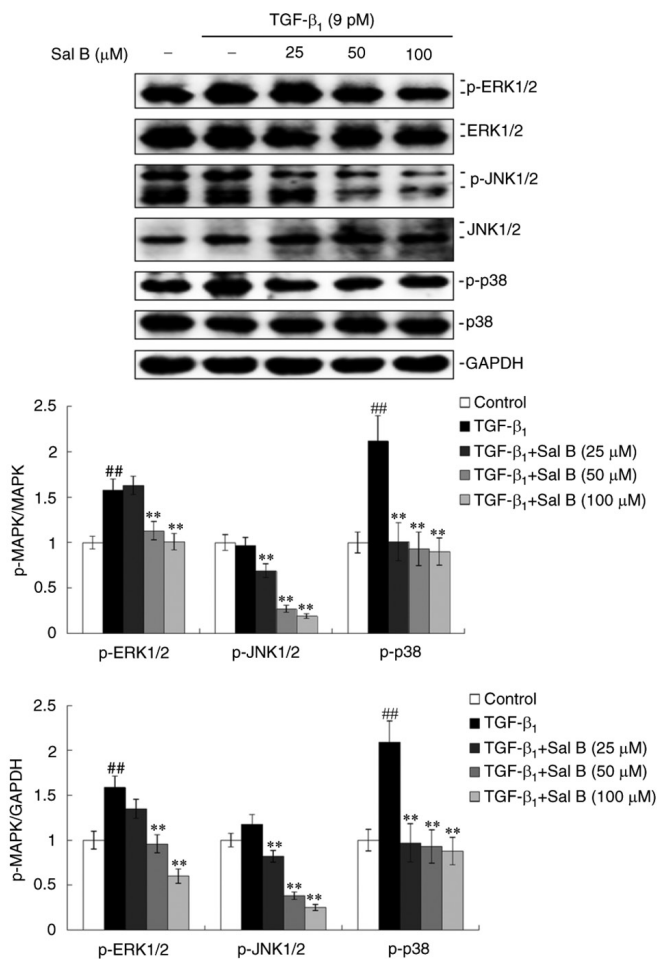 TGF-β₁ (9 pM)
Sal B (μM) – – 25 50 100
p-ERK1/2
ERK1/2
p-JNK1/2
JNK1/2
p-p38
p38
GAPDH
2.5
2
1.5
1
0.5
0
p-MAPK/MAPK
## ** **
** ** **
## ** ** **
p-ERK1/2 p-JNK1/2 p-p38
Control
TGF-β₁
TGF-β₁+Sal B (25 μM)
TGF-β₁+Sal B (50 μM)
TGF-β₁+Sal B (100 μM)
2.5
2
1.5
1
0.5
0
p-MAPK/GAPDH
## ** **
** ** **
## ** ** **
p-ERK1/2 p-JNK1/2 p-p38
Control
TGF-β₁
TGF-β₁+Sal B (25 μM)
TGF-β₁+Sal B (50 μM)
TGF-β₁+Sal B (100 μM)